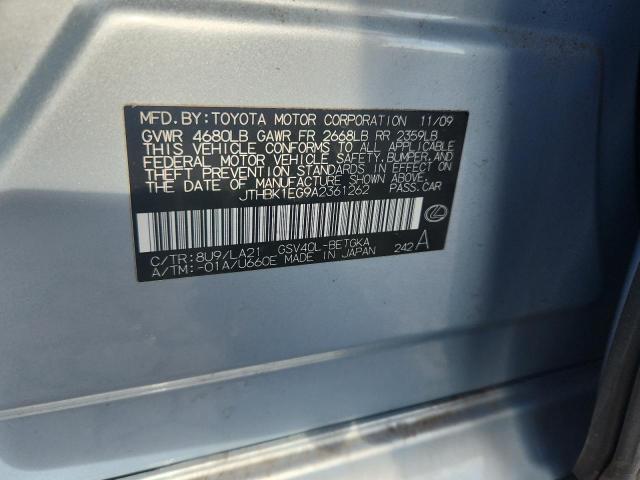 MFD. BY: TOYOTA MOTOR CORPORATION 11/09
GVWR 4680LB GAWR FR 2668LB RR 2359LB
THIS VEHICLE CONFORMS TO ALL APPLICABLE
FEDERAL MOTOR VEHICLE SAFETY, BUMPER, AND
THEFT PREVENTION STANDARDS IN EFFECT ON
THE DATE OF MANUFACTURE SHOWN ABOVE.
JTHBK1EG9A2361262 PASS. CAR
C/TR: 8U9/LA21 GSV40L-BETGKA
A/TM: -01A/U660E MADE IN JAPAN 242 A